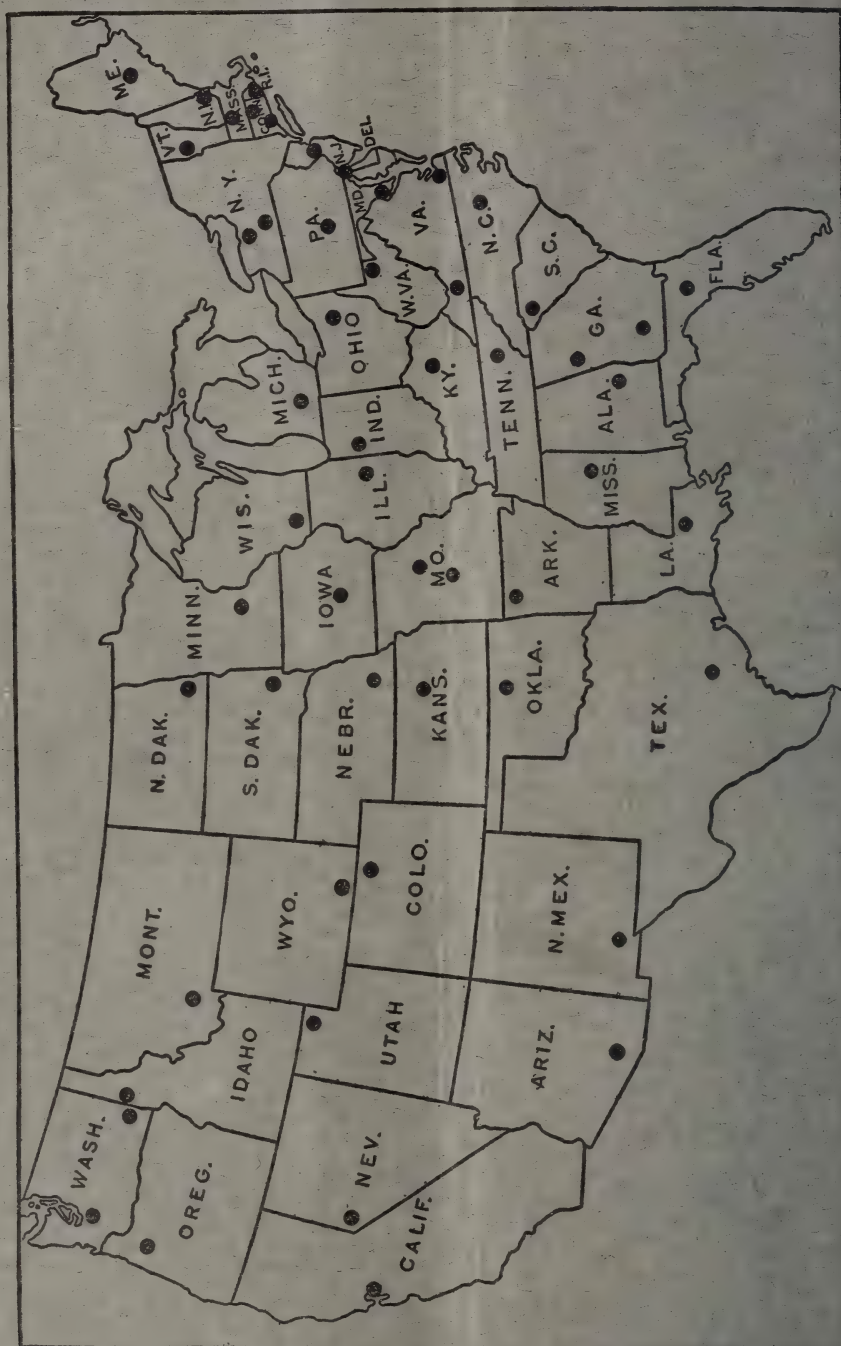 WASH.
OREG.
CALIF.
NEV.
IDAHO
MONT.
WYO.
UTAH
ARIZ.
COLO.
N.MEX.
N. DAK.
S. DAK.
NEBR.
KANS.
OKLA.
TEX.
MINN.
IOWA
MO.
ARK.
LA.
WIS.
ILL.
MICH.
IND.
OHIO
KY.
TENN.
MISS.
ALA.
GA.
FLA.
S.C.
N.C.
VA.
W.VA.
MD.
DEL
PA.
N.J.
N.Y.
VT.
N.H.
MASS.
CONN.
R.I.
ME.